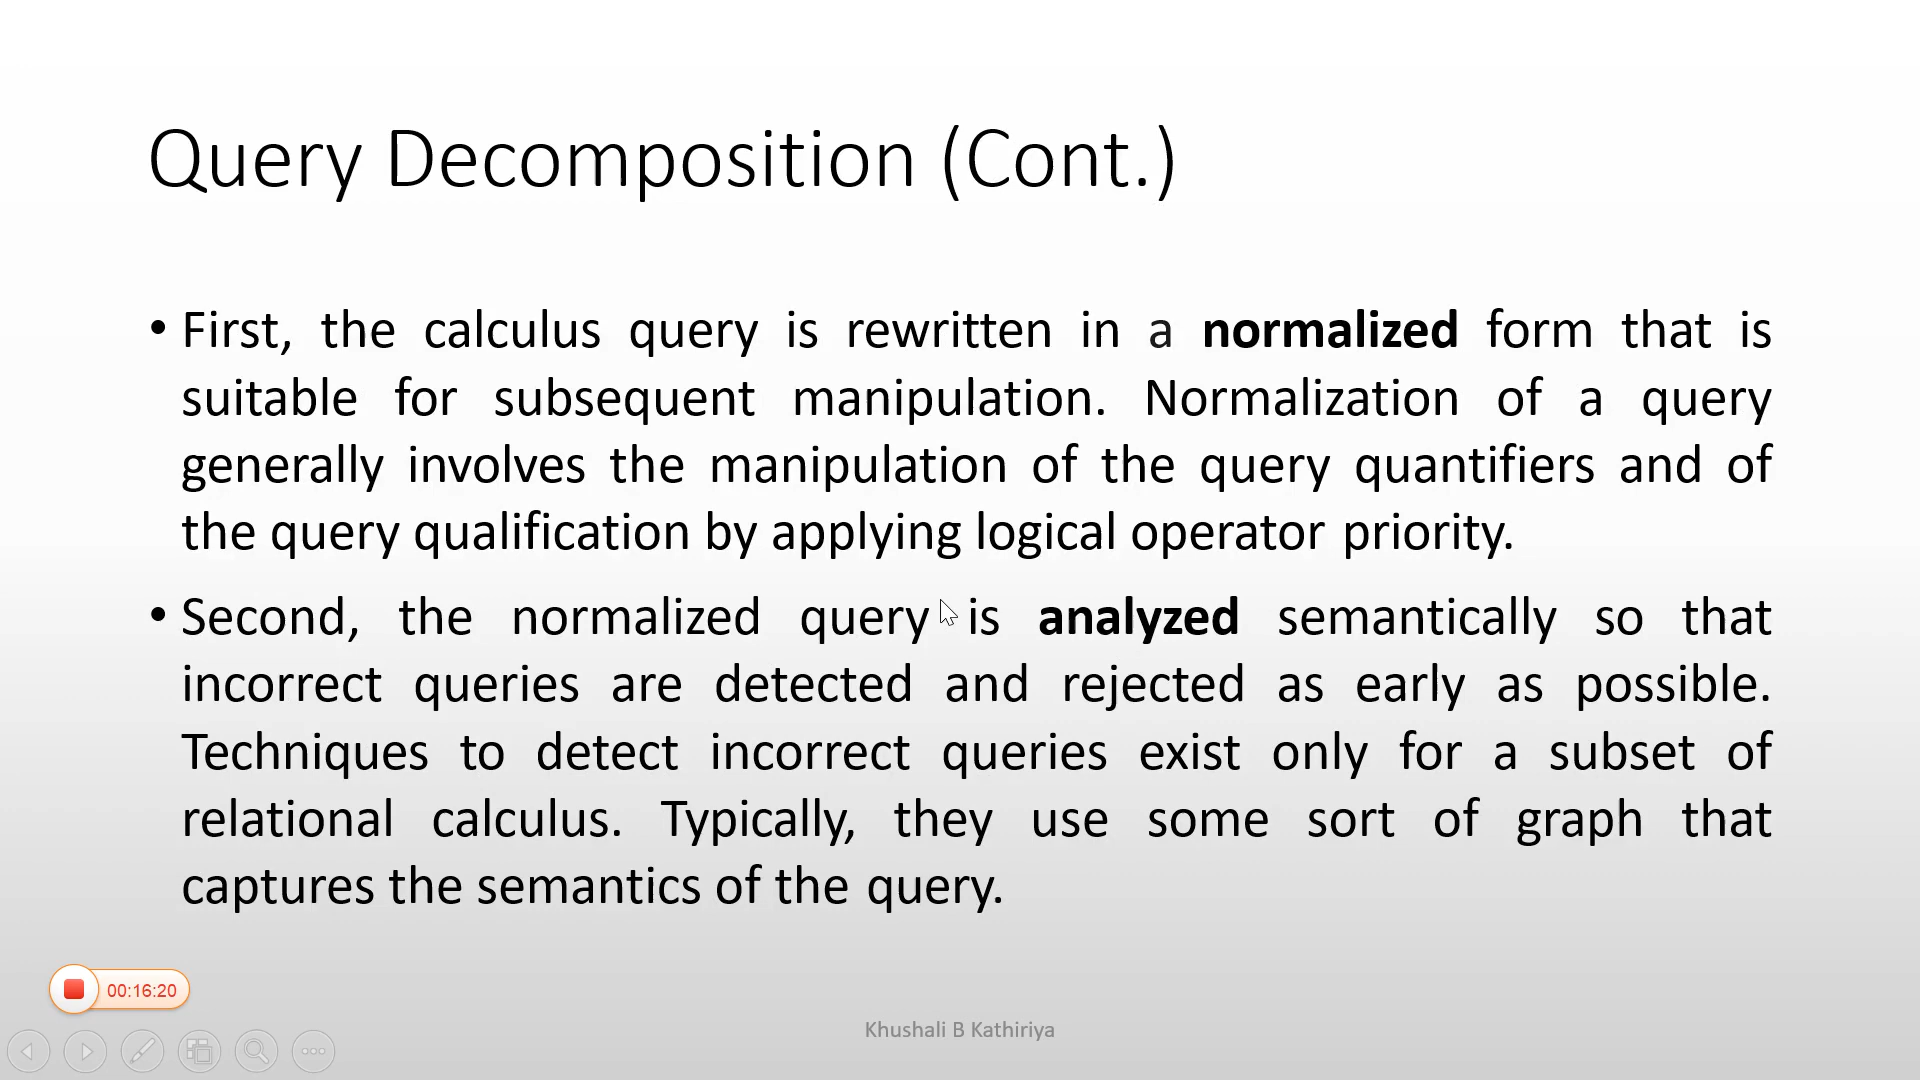 Query Decomposition (Cont.)
• First, the calculus query is rewritten in a normalized form that is
suitable for subsequent manipulation. Normalization of a query
generally involves the manipulation of the query quantifiers and of
the query qualification by applying logical operator priority.
• Second, the normalized query is analyzed semantically so that
incorrect queries are detected and rejected as early as possible.
Techniques to detect incorrect queries exist only for a subset of
relational calculus. Typically, they use some sort of graph that
captures the semantics of the query.
00:16:20
Khushali B Kathiriya